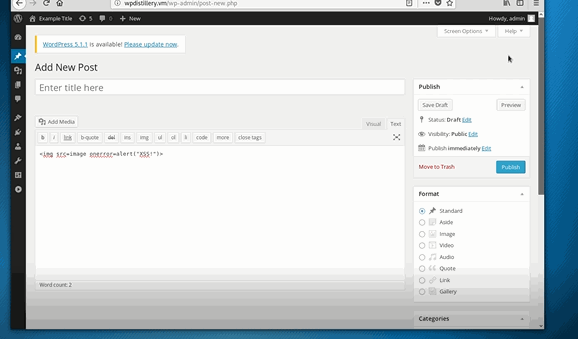 wpdistillery.vm/wp-admin/post-new.php
Example Title 5 0 New Howdy, admin
Screen Options Help
WordPress 5.1.1 is available! Please update now.
Add New Post
Enter title here
Add Media
Visual Text
b i link b-quote del ins img ul ol li code more close tags
<img src=image onerror=alert("XSS!")>
Word count: 2
Publish
Save Draft Preview
Status: Draft Edit
Visibility: Public Edit
Publish immediately Edit
Move to Trash Publish
Format
Standard
Aside
Image
Video
Audio
Quote
Link
Gallery
Categories